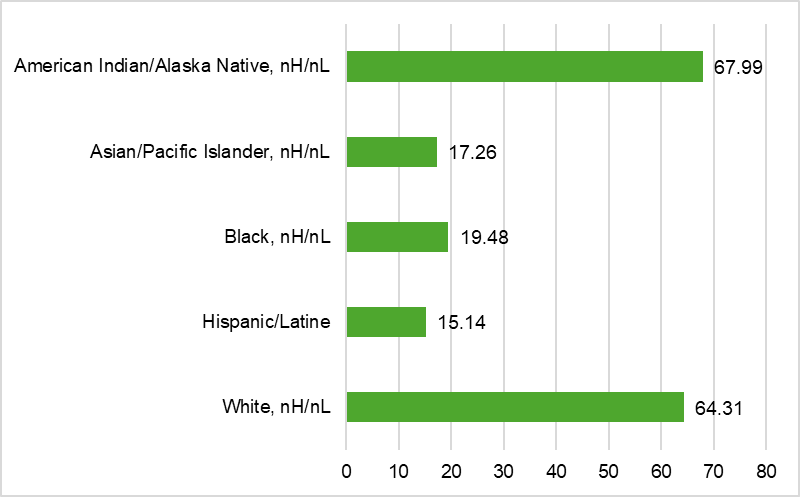 American Indian/Alaska Native, nH/nL 67.99
Asian/Pacific Islander, nH/nL 17.26
Black, nH/nL 19.48
Hispanic/Latine 15.14
White, nH/nL 64.31
0 10 20 30 40 50 60 70 80